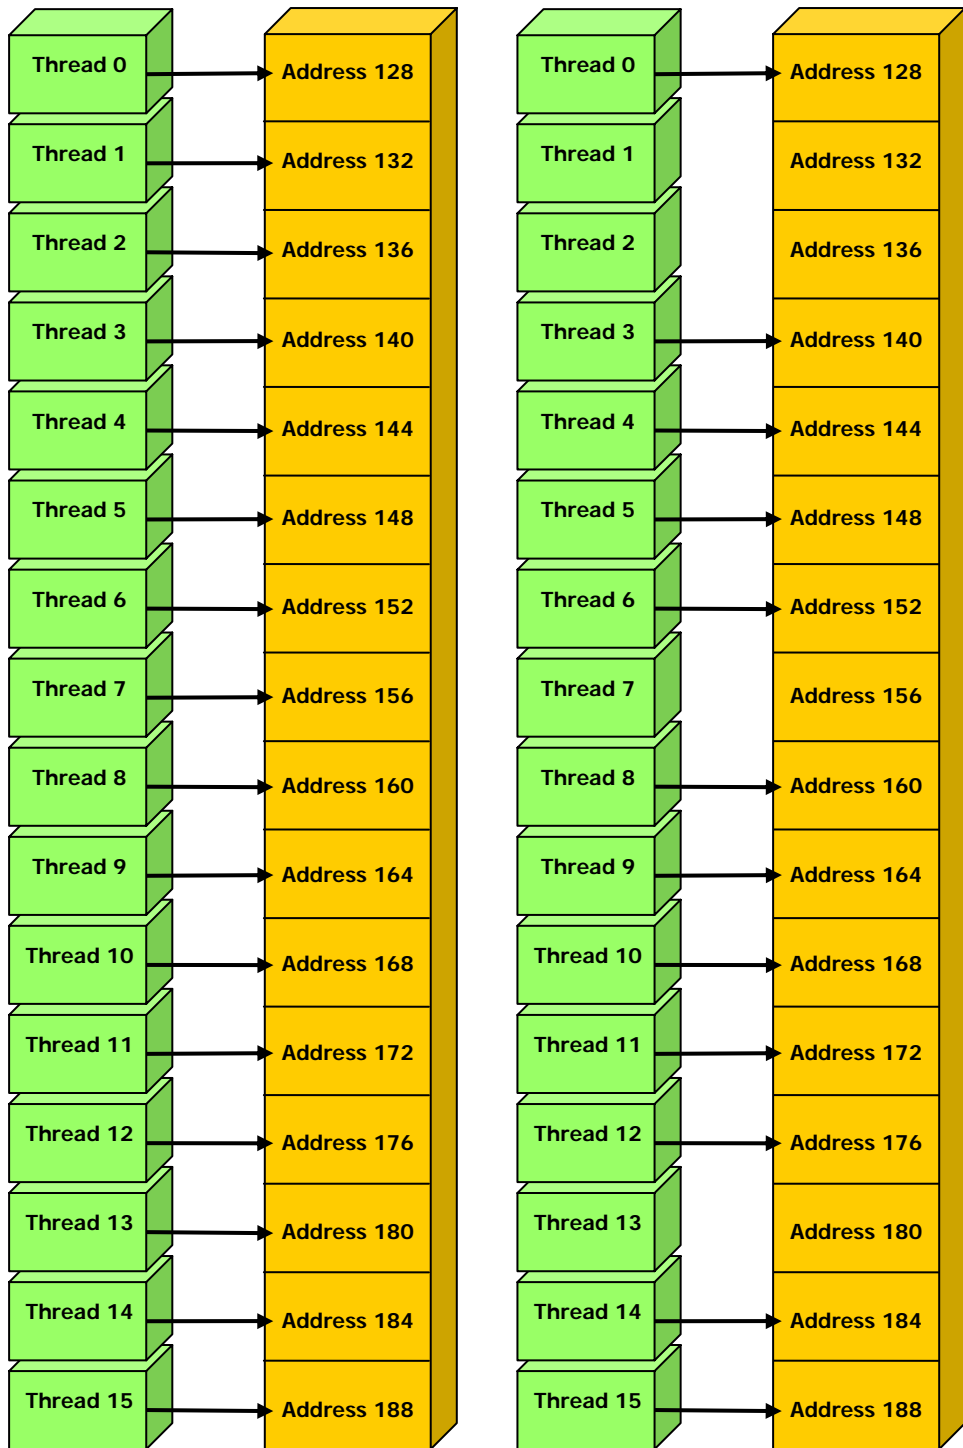 Thread 0 Address 128 Thread 0 Address 128
Thread 1 Address 132 Thread 1 Address 132
Thread 2 Address 136 Thread 2 Address 136
Thread 3 Address 140 Thread 3 Address 140
Thread 4 Address 144 Thread 4 Address 144
Thread 5 Address 148 Thread 5 Address 148
Thread 6 Address 152 Thread 6 Address 152
Thread 7 Address 156 Thread 7 Address 156
Thread 8 Address 160 Thread 8 Address 160
Thread 9 Address 164 Thread 9 Address 164
Thread 10 Address 168 Thread 10 Address 168
Thread 11 Address 172 Thread 11 Address 172
Thread 12 Address 176 Thread 12 Address 176
Thread 13 Address 180 Thread 13 Address 180
Thread 14 Address 184 Thread 14 Address 184
Thread 15 Address 188 Thread 15 Address 188